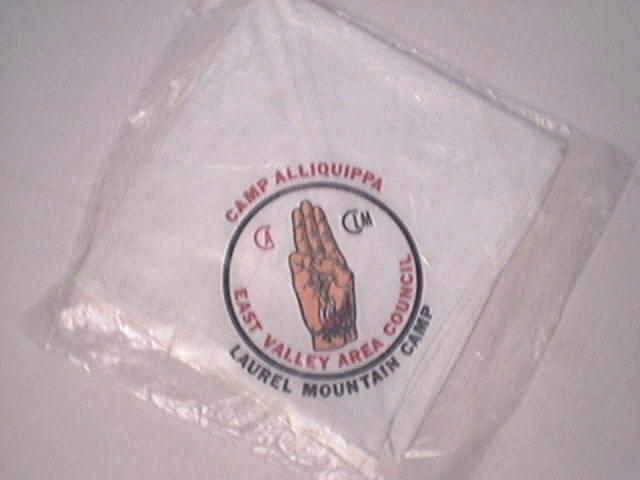 CAMP ALLIQUIPPA
CA
CLM
EAST VALLEY AREA COUNCIL
LAUREL MOUNTAIN CAMP